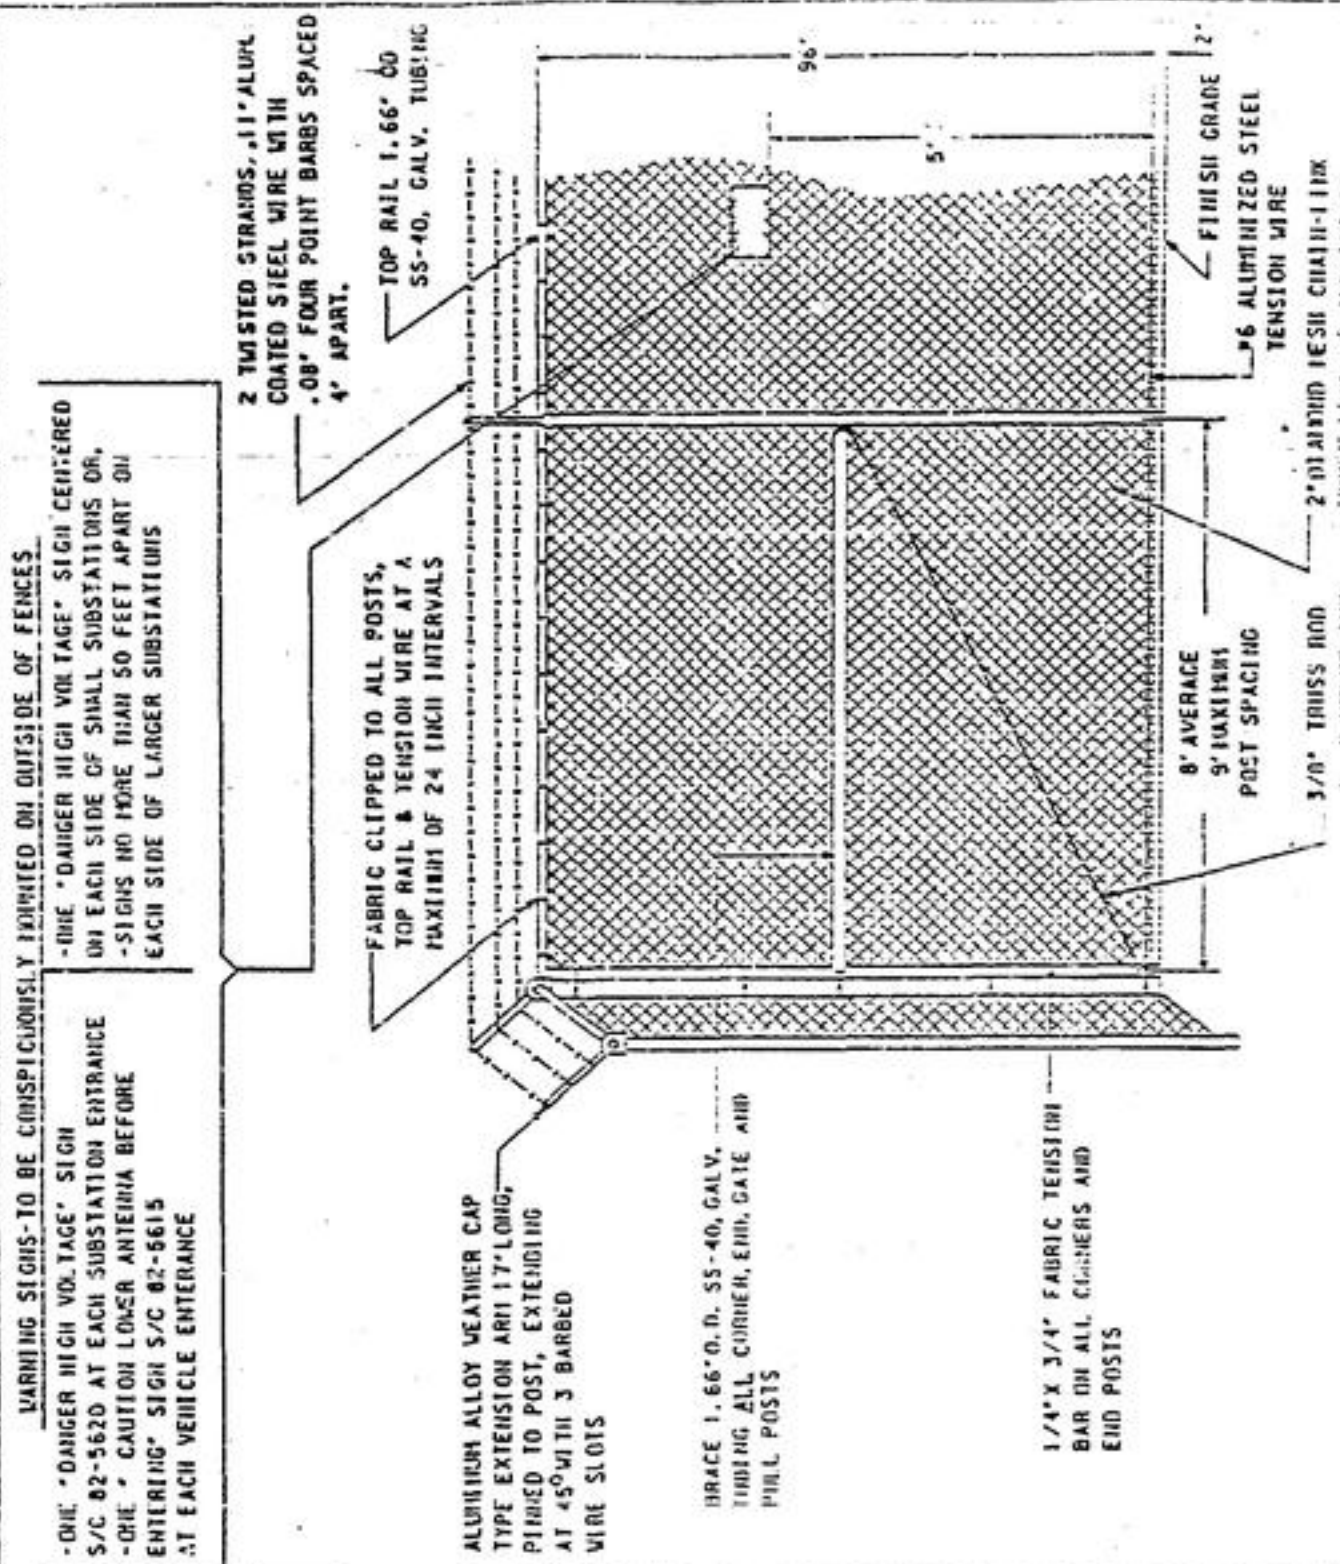 WARNING SIGNS-TO BE CONSPICUOUSLY MOUNTED ON OUTSIDE OF FENCES
-ONE "DANGER HIGH VOLTAGE" SIGN
S/C 82-5620 AT EACH SUBSTATION ENTRANCE
-ONE " CAUTION LOWER ANTENNA BEFORE
ENTERING" SIGN S/C 82-5615
AT EACH VEHICLE ENTERANCE
-ONE "DANGER HIGH VOLTAGE" SIGN CENTERED
ON EACH SIDE OF SMALL SUBSTATIONS OR,
-SIGNS NO MORE THAN 50 FEET APART ON
EACH SIDE OF LARGER SUBSTATIONS
2 TWISTED STRANDS, .11" ALUM.
COATED STEEL WIRE WITH
.08" FOUR POINT BARBS SPACED
4" APART.
TOP RAIL 1.66" OD
SS-40, GALV. TUBING
FABRIC CLIPPED TO ALL POSTS,
TOP RAIL & TENSION WIRE AT A
MAXIMUM OF 24 INCH INTERVALS
ALUMINUM ALLOY WEATHER CAP
TYPE EXTENSION ARM 17" LONG,
PINNED TO POST, EXTENDING
AT 45° WITH 3 BARBED
WIRE SLOTS
96"
2"
5'
BRACE 1.66" O.D. SS-40, GALV.
TUBING ALL CORNER, END, GATE AND
PULL POSTS
1/4" X 3/4" FABRIC TENSION
BAR ON ALL CORNERS AND
END POSTS
FINISH GRADE
#6 ALUMINIZED STEEL
TENSION WIRE
8' AVERAGE
9' MAXIMUM
POST SPACING
2" DIAMOND MESH CHAIN-LINK
3/8" TRUSS ROD